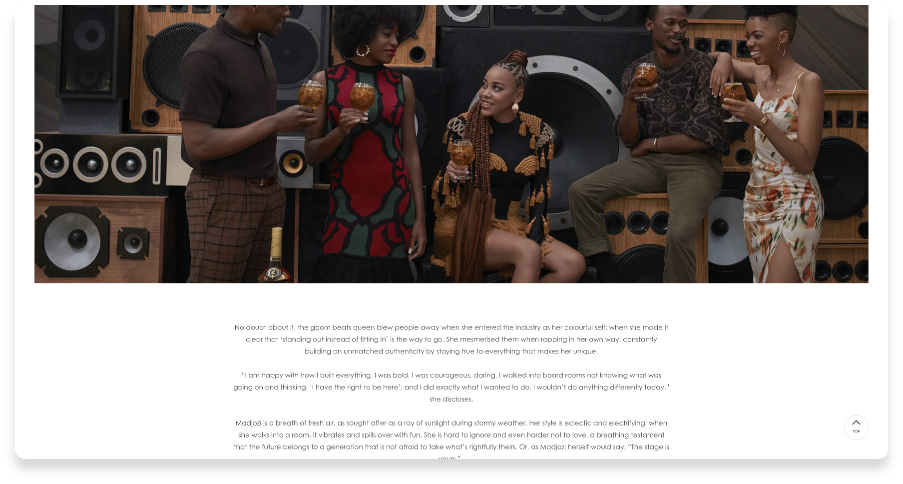 No doubt about it, the gqom beats queen blew people away when she entered the industry as her colourful self: when she made it
clear that 'standing out instead of fitting in' is the way to go. She mesmerised them when rapping in her own way, constantly
building an unmatched authenticity by staying true to everything that makes her unique.
"I am happy with how I built everything. I was bold, I was courageous, daring. I walked into board rooms not knowing what was
going on and thinking, 'I have the right to be here', and I did exactly what I wanted to do. I wouldn't do anything differently today,"
she discloses.
Madjozi is a breath of fresh air, as sought after as a ray of sunlight during stormy weather. Her style is eclectic and electrifying; when
she walks into a room, it vibrates and spills over with fun. She is hard to ignore and even harder not to love, a breathing testament
that the future belongs to a generation that is not afraid to take what's rightfully theirs. Or, as Madjozi herself would say, "The stage is
yours."
TOP